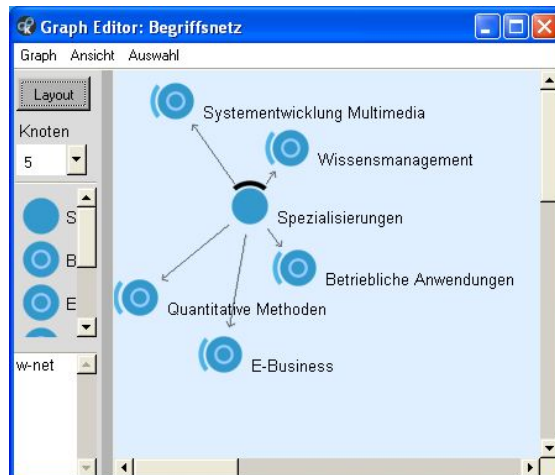 Graph Editor: Begriffsnetz
Graph Ansicht Auswahl
Layout
Knoten
5
S
B
E
w-net
Systementwicklung Multimedia
Wissensmanagement
Spezialisierungen
Betriebliche Anwendungen
Quantitative Methoden
E-Business